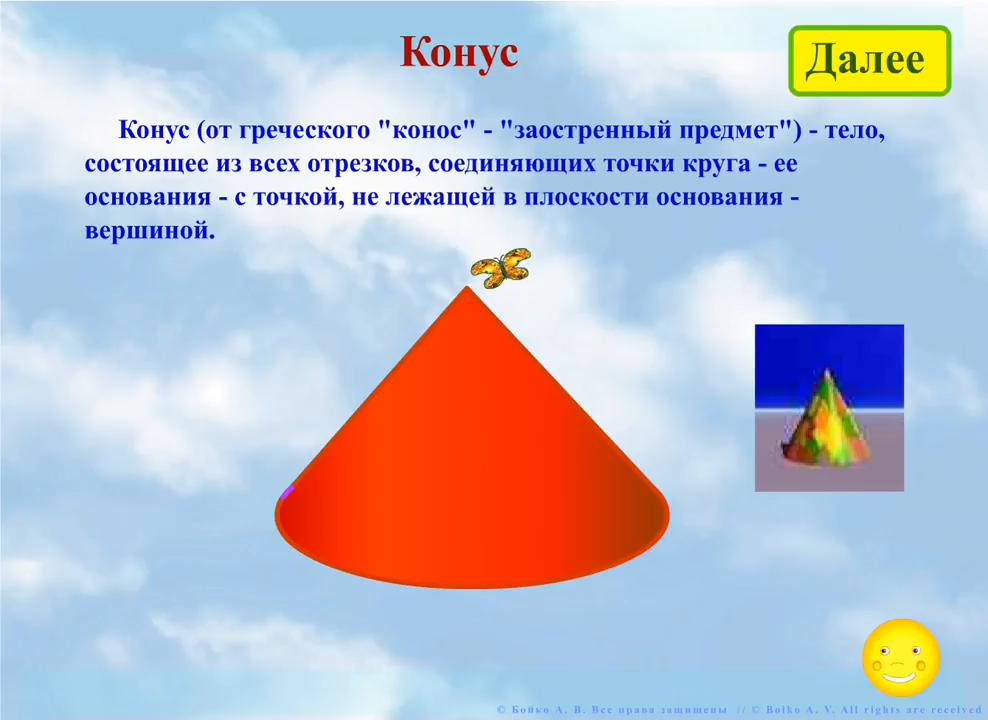 Конус
Далее
Конус (от греческого "конос" - "заостренный предмет") - тело,
состоящее из всех отрезков, соединяющих точки круга - ее
основания - с точкой, не лежащей в плоскости основания -
вершиной.
© Бойко А. В. Все права защищены // © Boiko A. V. All rights are received